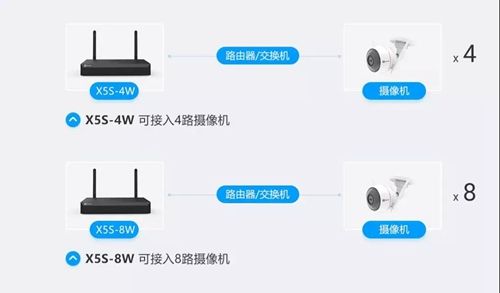 路由器/交换机
x 4
X5S-4W
摄像机
X5S-4W 可接入4路摄像机
路由器/交换机
x 8
X5S-8W
摄像机
X5S-8W 可接入8路摄像机